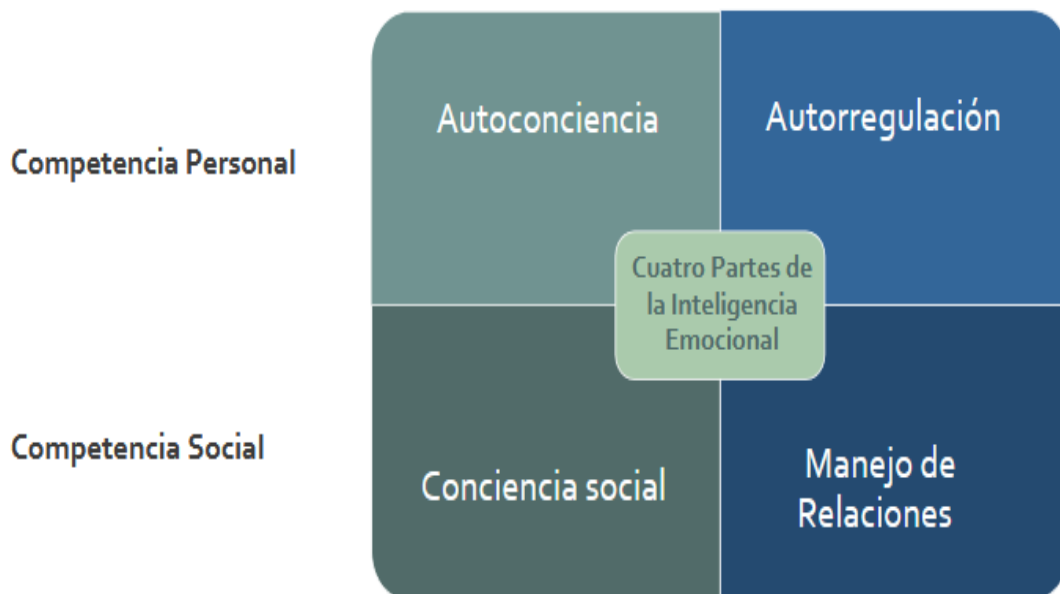 Autoconciencia
Autorregulación
Competencia Personal
Cuatro Partes de
la Inteligencia
Emocional
Competencia Social
Conciencia social
Manejo de
Relaciones